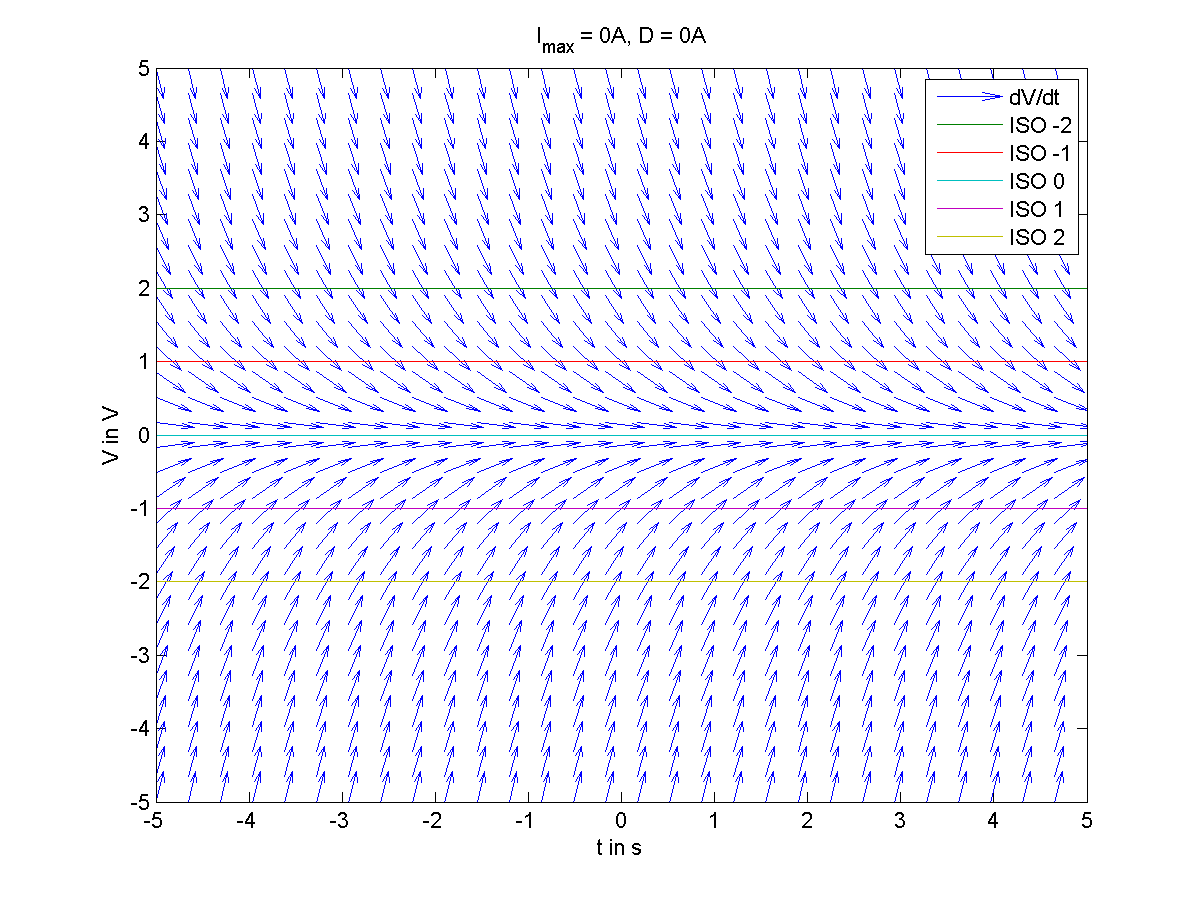 I_max = 0A, D = 0A
dV/dt
ISO -2
ISO -1
ISO 0
ISO 1
ISO 2
5
4
3
2
1
0
-1
-2
-3
-4
-5
V in V
-5 -4 -3 -2 -1 0 1 2 3 4 5
t in s